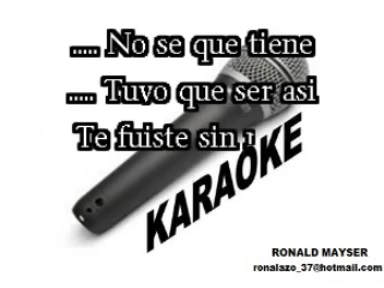 ..... No se que tiene
..... Tuvo que ser asi
Te fuiste sin
KARAOKE
RONALD MAYSER
ronalazo_37@hotmail.com